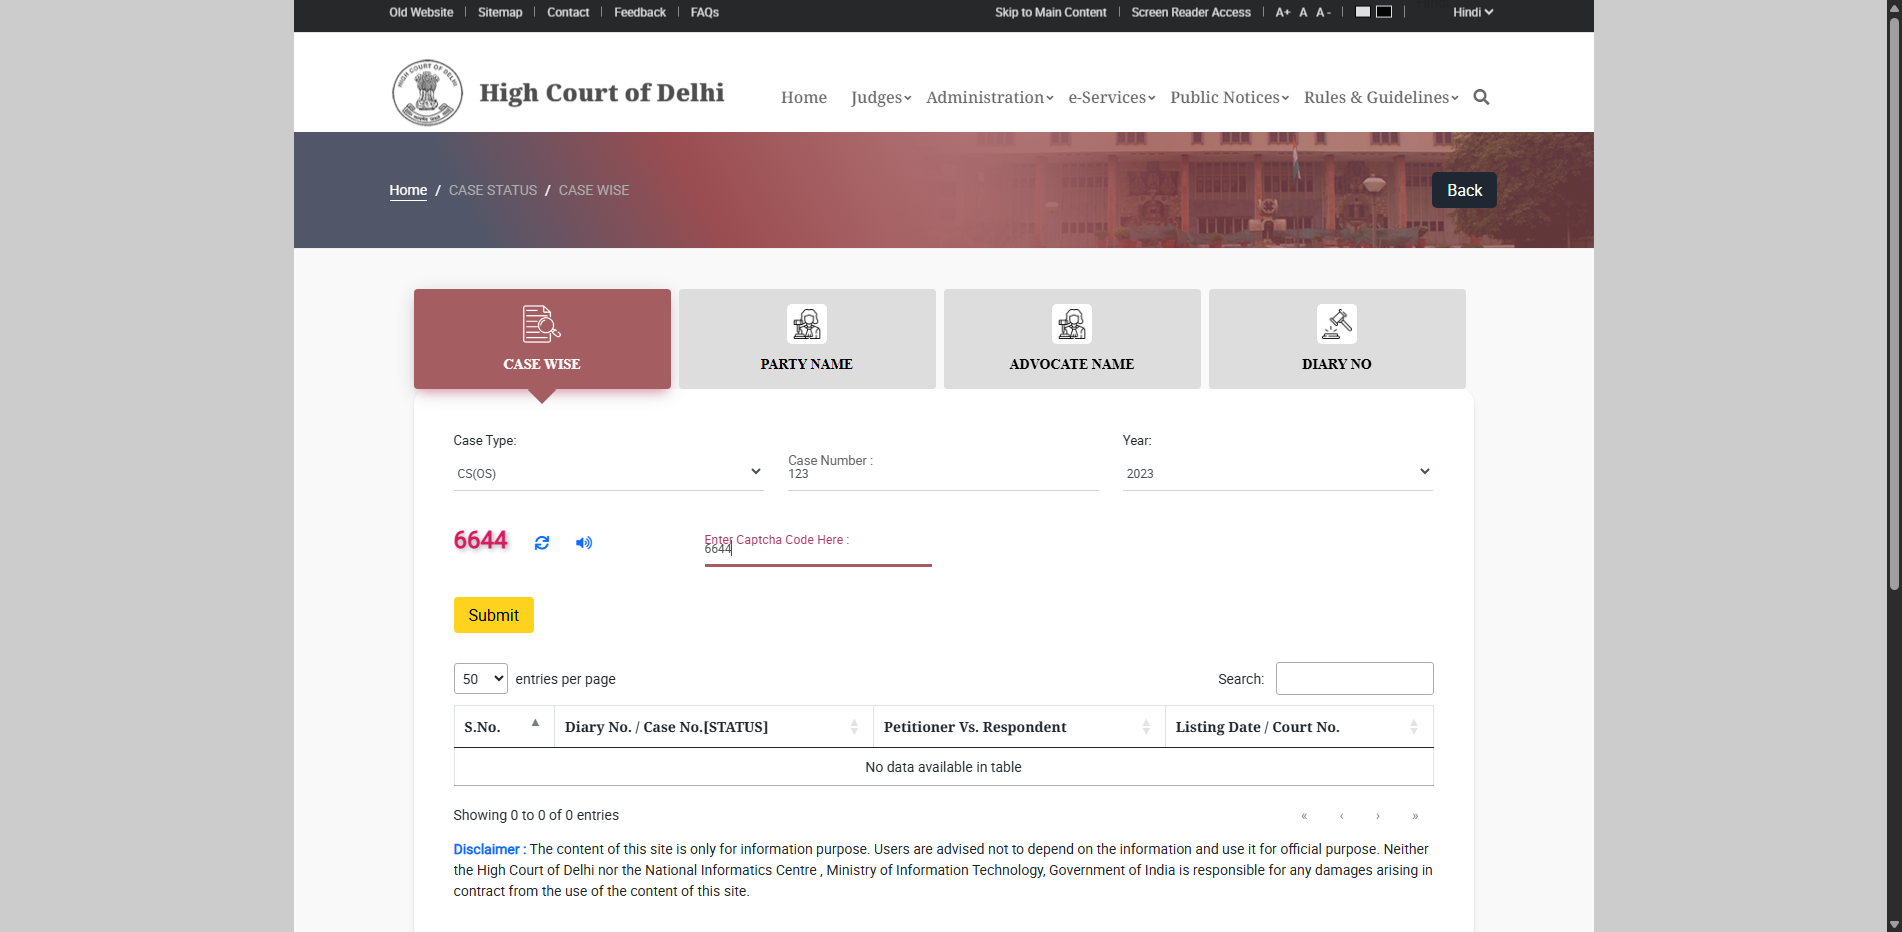 Old Website | Sitemap | Contact | Feedback | FAQs
Skip to Main Content | Screen Reader Access | A+ A A - | | Hindi
High Court of Delhi
Home Judges Administration e-Services Public Notices Rules & Guidelines
Home / CASE STATUS / CASE WISE
Back
CASE WISE
PARTY NAME
ADVOCATE NAME
DIARY NO
Case Type:
CS(OS)
Case Number :
123
Year:
2023
6644
Enter Captcha Code Here :
6644
Submit
50 entries per page
Search:
S.No. Diary No. / Case No.[STATUS] Petitioner Vs. Respondent Listing Date / Court No.
No data available in table
Showing 0 to 0 of 0 entries
« ‹ › »
Disclaimer : The content of this site is only for information purpose. Users are advised not to depend on the information and use it for official purpose. Neither
the High Court of Delhi nor the National Informatics Centre , Ministry of Information Technology, Government of India is responsible for any damages arising in
contract from the use of the content of this site.